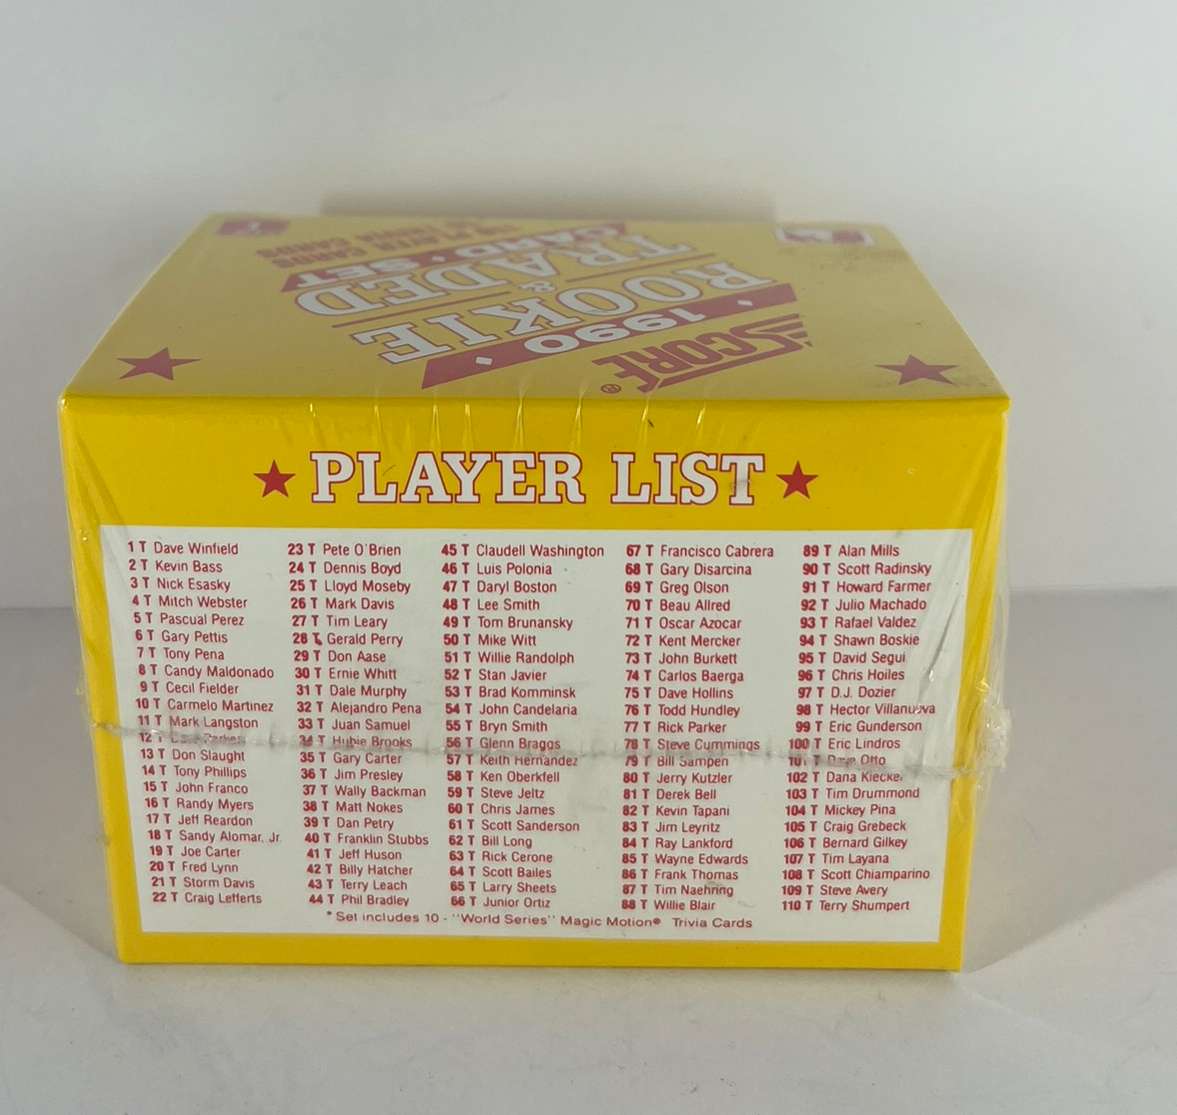 SCORE®
1990
ROOKIE
&
TRADED
CARD • SET
PLAYER CARDS
TRIVIA CARDS
PLAYER LIST
1 T Dave Winfield
2 T Kevin Bass
3 T Nick Esasky
4 T Mitch Webster
5 T Pascual Perez
6 T Gary Pettis
7 T Tony Pena
8 T Candy Maldonado
9 T Cecil Fielder
10 T Carmelo Martinez
11 T Mark Langston
12 T Dave Parker
13 T Don Slaught
14 T Tony Phillips
15 T John Franco
16 T Randy Myers
17 T Jeff Reardon
18 T Sandy Alomar, Jr.
19 T Joe Carter
20 T Fred Lynn
21 T Storm Davis
22 T Craig Lefferts
23 T Pete O'Brien
24 T Dennis Boyd
25 T Lloyd Moseby
26 T Mark Davis
27 T Tim Leary
28 T Gerald Perry
29 T Don Aase
30 T Ernie Whitt
31 T Dale Murphy
32 T Alejandro Pena
33 T Juan Samuel
34 T Hubie Brooks
35 T Gary Carter
36 T Jim Presley
37 T Wally Backman
38 T Matt Nokes
39 T Dan Petry
40 T Franklin Stubbs
41 T Jeff Huson
42 T Billy Hatcher
43 T Terry Leach
44 T Phil Bradley
45 T Claudell Washington
46 T Luis Polonia
47 T Daryl Boston
48 T Lee Smith
49 T Tom Brunansky
50 T Mike Witt
51 T Willie Randolph
52 T Stan Javier
53 T Brad Komminsk
54 T John Candelaria
55 T Bryn Smith
56 T Glenn Braggs
57 T Keith Hernandez
58 T Ken Oberkfell
59 T Steve Jeltz
60 T Chris James
61 T Scott Sanderson
62 T Bill Long
63 T Rick Cerone
64 T Scott Bailes
65 T Larry Sheets
66 T Junior Ortiz
67 T Francisco Cabrera
68 T Gary Disarcina
69 T Greg Olson
70 T Beau Allred
71 T Oscar Azocar
72 T Kent Mercker
73 T John Burkett
74 T Carlos Baerga
75 T Dave Hollins
76 T Todd Hundley
77 T Rick Parker
78 T Steve Cummings
79 T Bill Sampen
80 T Jerry Kutzler
81 T Derek Bell
82 T Kevin Tapani
83 T Jim Leyritz
84 T Ray Lankford
85 T Wayne Edwards
86 T Frank Thomas
87 T Tim Naehring
88 T Willie Blair
89 T Alan Mills
90 T Scott Radinsky
91 T Howard Farmer
92 T Julio Machado
93 T Rafael Valdez
94 T Shawn Boskie
95 T David Segui
96 T Chris Hoiles
97 T D.J. Dozier
98 T Hector Villanueva
99 T Eric Gunderson
100 T Eric Lindros
101 T Dave Otto
102 T Dana Kiecker
103 T Tim Drummond
104 T Mickey Pina
105 T Craig Grebeck
106 T Bernard Gilkey
107 T Tim Layana
108 T Scott Chiamparino
109 T Steve Avery
110 T Terry Shumpert
* Set includes 10 - "World Series" Magic Motion® Trivia Cards